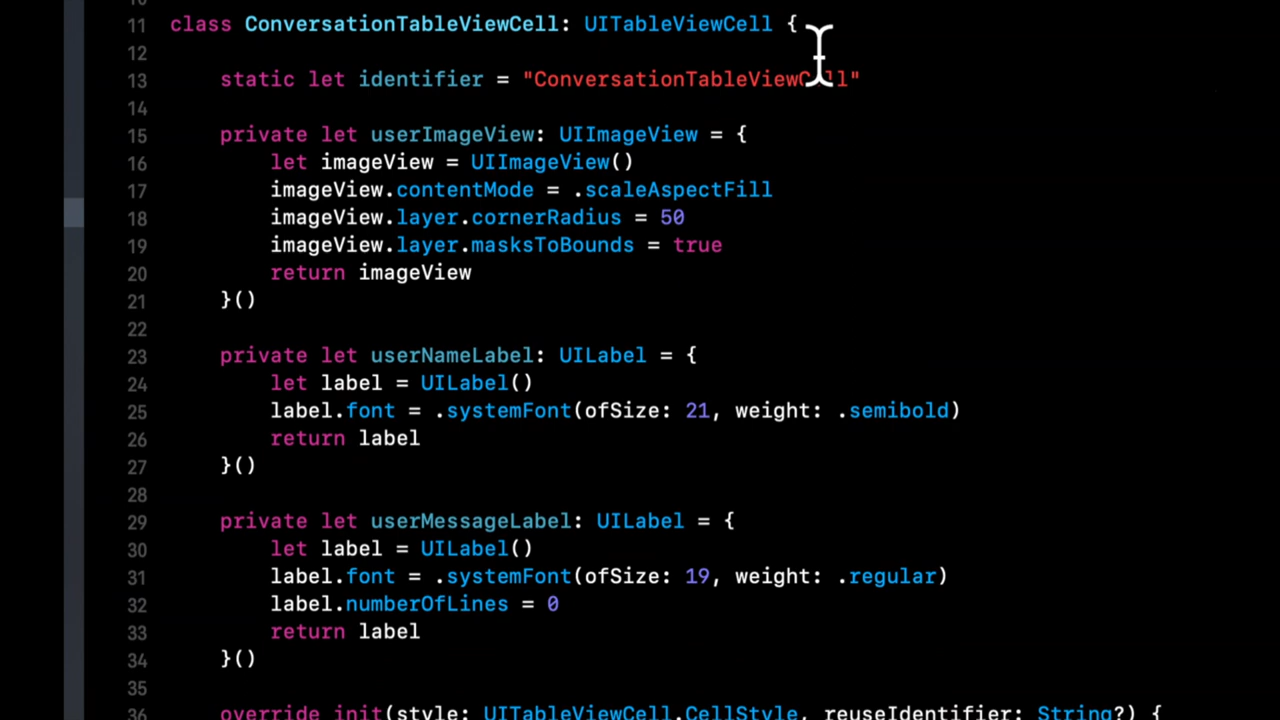 11 class ConversationTableViewCell: UITableViewCell {
12
13 static let identifier = "ConversationTableViewCell"
14
15 private let userImageView: UIImageView = {
16 let imageView = UIImageView()
17 imageView.contentMode = .scaleAspectFill
18 imageView.layer.cornerRadius = 50
19 imageView.layer.masksToBounds = true
20 return imageView
21 }()
22
23 private let userNameLabel: UILabel = {
24 let label = UILabel()
25 label.font = .systemFont(ofSize: 21, weight: .semibold)
26 return label
27 }()
28
29 private let userMessageLabel: UILabel = {
30 let label = UILabel()
31 label.font = .systemFont(ofSize: 19, weight: .regular)
32 label.numberOfLines = 0
33 return label
34 }()
35
36 override init(style: UITableViewCell.CellStyle, reuseIdentifier: String?) {